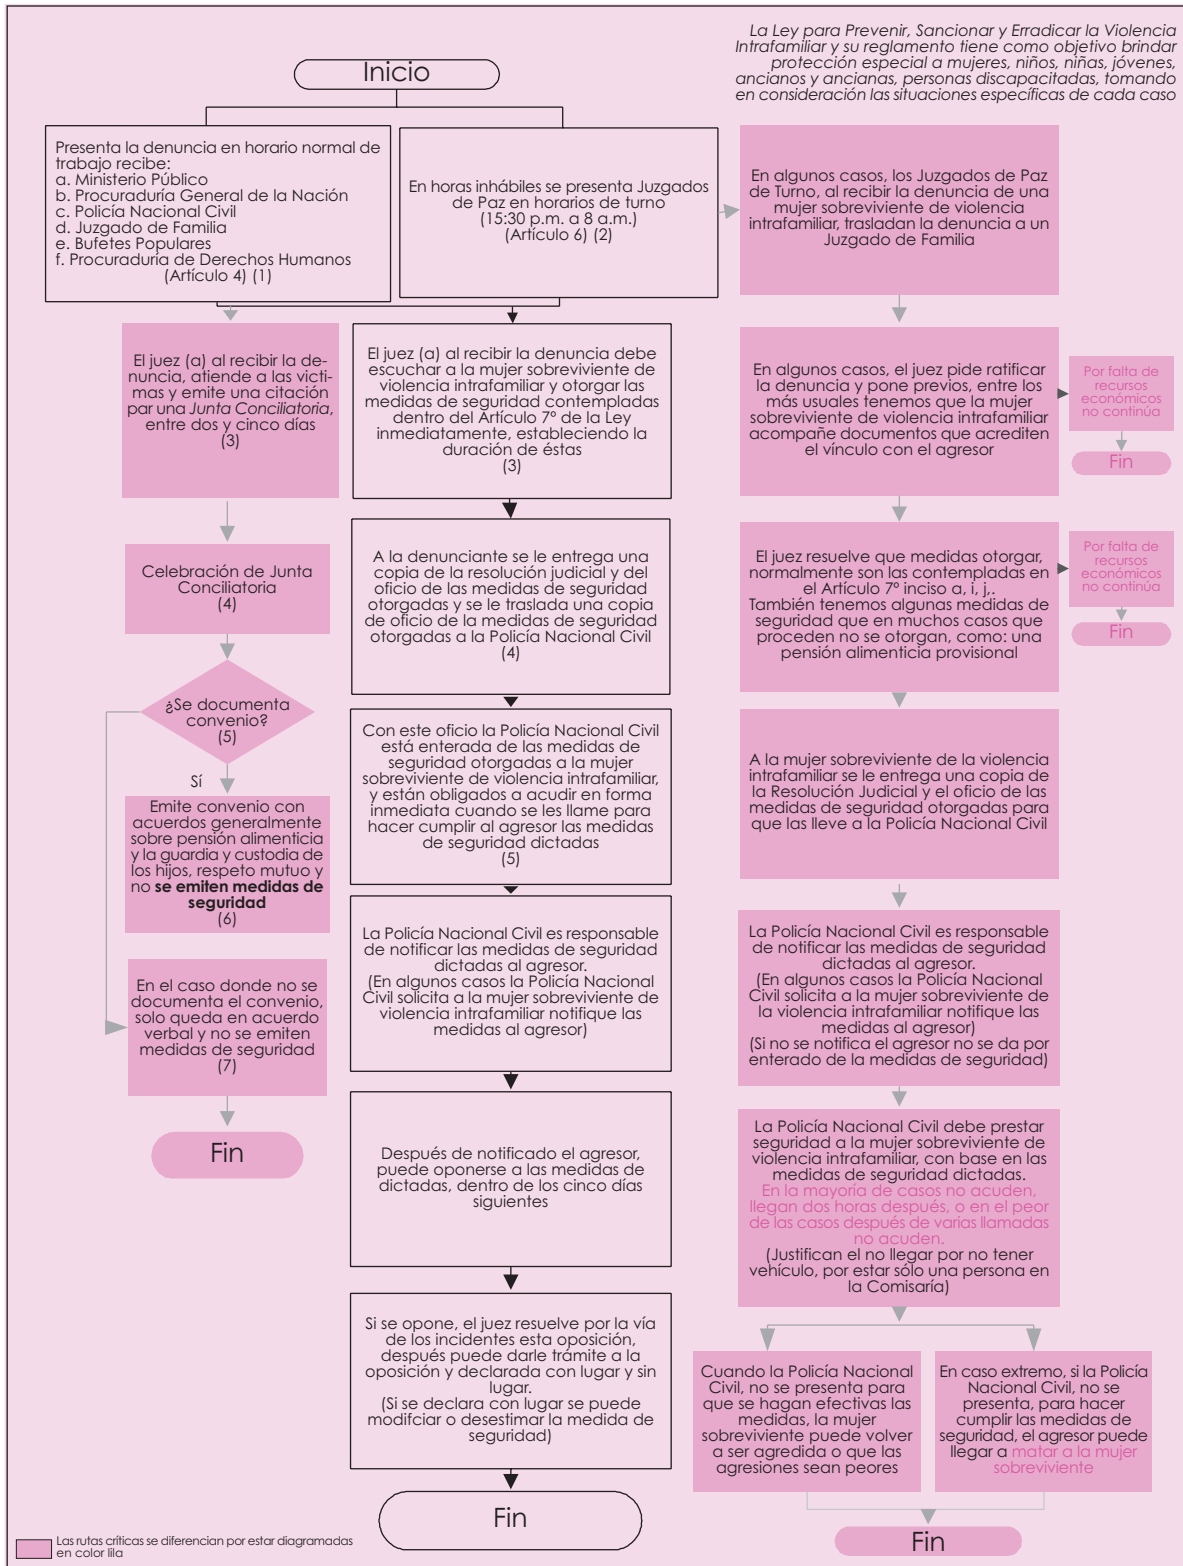 La Ley para Prevenir, Sancionar y Erradicar la Violencia
Intrafamiliar y su reglamento tiene como objetivo brindar
protección especial a mujeres, niños, niñas, jóvenes,
ancianos y ancianas, personas discapacitadas, tomando
en consideración las situaciones específicas de cada caso
Inicio
Presenta la denuncia en horario normal de
trabajo recibe:
a. Ministerio Público
b. Procuraduría General de la Nación
c. Policía Nacional Civil
d. Juzgado de Familia
e. Bufetes Populares
f. Procuraduría de Derechos Humanos
(Artículo 4) (1)
En horas inhábiles se presenta Juzgados
de Paz en horarios de turno
(15:30 p.m. a 8 a.m.)
(Artículo 6) (2)
En algunos casos, los Juzgados de Paz
de Turno, al recibir la denuncia de una
mujer sobreviviente de violencia
intrafamiliar, trasladan la denuncia a un
Juzgado de Familia
El juez (a) al recibir la de-
nuncia, atiende a las victi-
mas y emite una citación
par una Junta Conciliatoria,
entre dos y cinco días
(3)
El juez (a) al recibir la denuncia debe
escuchar a la mujer sobreviviente de
violencia intrafamiliar y otorgar las
medidas de seguridad contempladas
dentro del Artículo 7º de la Ley
inmediatamente, estableciendo la
duración de éstas
(3)
En algunos casos, el juez pide ratificar
la denuncia y pone previos, entre los
más usuales tenemos que la mujer
sobreviviente de violencia intrafamiliar
acompañe documentos que acrediten
el vínculo con el agresor
Por falta de
recursos
económicos
no continúa
Fin
Celebración de Junta
Conciliatoria
(4)
A la denunciante se le entrega una
copia de la resolución judicial y del
oficio de las medidas de seguridad
otorgadas y se le traslada una copia
de oficio de la medidas de seguridad
otorgadas a la Policía Nacional Civil
(4)
El juez resuelve que medidas otorgar,
normalmente son las contempladas en
el Artículo 7º inciso a, i, j,.
También tenemos algunas medidas de
seguridad que en muchos casos que
proceden no se otorgan, como: una
pensión alimenticia provisional
Por falta de
recursos
económicos
no continúa
Fin
¿Se documenta
convenio?
(5)
Sí
Con este oficio la Policía Nacional Civil
está enterada de las medidas de
seguridad otorgadas a la mujer
sobreviviente de violencia intrafamiliar,
y están obligados a acudir en forma
inmediata cuando se les llame para
hacer cumplir al agresor las medidas
de seguridad dictadas
(5)
A la mujer sobreviviente de la violencia
intrafamiliar se le entrega una copia de
la Resolución Judicial y el oficio de las
medidas de seguridad otorgadas para
que las lleve a la Policía Nacional Civil
Emite convenio con
acuerdos generalmente
sobre pensión alimenticia
y la guardia y custodia de
los hijos, respeto mutuo y
no se emiten medidas de
seguridad
(6)
La Policía Nacional Civil es responsable
de notificar las medidas de seguridad
dictadas al agresor.
(En algunos casos la Policía Nacional
Civil solicita a la mujer sobreviviente de
violencia intrafamiliar notifique las
medidas al agresor)
La Policía Nacional Civil es responsable
de notificar las medidas de seguridad
dictadas al agresor.
(En algunos casos la Policía Nacional
Civil solicita a la mujer sobreviviente de
la violencia intrafamiliar notifique las
medidas al agresor)
(Si no se notifica el agresor no se da por
enterado de la medidas de seguridad)
En el caso donde no se
documenta el convenio,
solo queda en acuerdo
verbal y no se emiten
medidas de seguridad
(7)
Fin
Después de notificado el agresor,
puede oponerse a las medidas de
dictadas, dentro de los cinco días
siguientes
La Policía Nacional Civil debe prestar
seguridad a la mujer sobreviviente de
violencia intrafamiliar, con base en las
medidas de seguridad dictadas.
En la mayoría de casos no acuden,
llegan dos horas después, o en el peor
de las casos después de varias llamadas
no acuden.
(Justifican el no llegar por no tener
vehículo, por estar sólo una persona en
la Comisaría)
Si se opone, el juez resuelve por la vía
de los incidentes esta oposición,
después puede darle trámite a la
oposición y declarada con lugar y sin
lugar.
(Si se declara con lugar se puede
modifciar o desestimar la medida de
seguridad)
Cuando la Policía Nacional
Civil, no se presenta para
que se hagan efectivas las
medidas, la mujer
sobreviviente puede volver
a ser agredida o que las
agresiones sean peores
En caso extremo, si la Policía
Nacional Civil, no se
presenta, para hacer
cumplir las medidas de
seguridad, el agresor puede
llegar a matar a la mujer
sobreviviente
Fin
Fin
Las rutas críticas se diferencian por estar diagramadas
en color lila